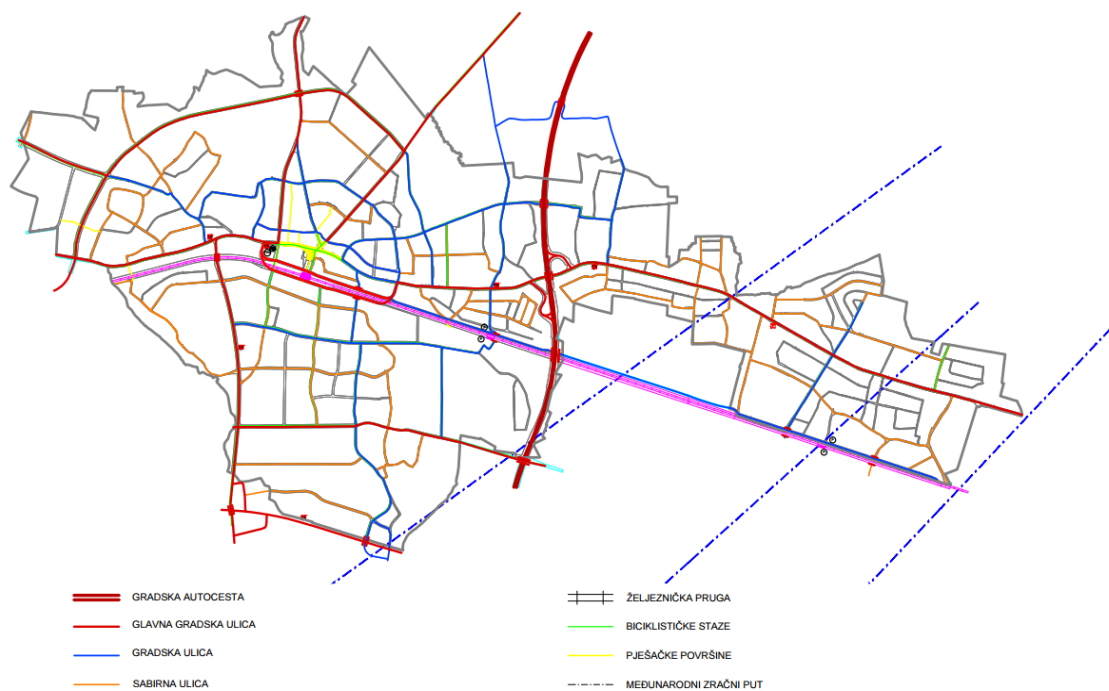 GRADSKA AUTOCESTA
GLAVNA GRADSKA ULICA
GRADSKA ULICA
SABIRNA ULICA
ŽELJEZNIČKA PRUGA
BICIKLISTIČKE STAZE
PJEŠAČKE POVRŠINE
MEĐUNARODNI ZRAČNI PUT